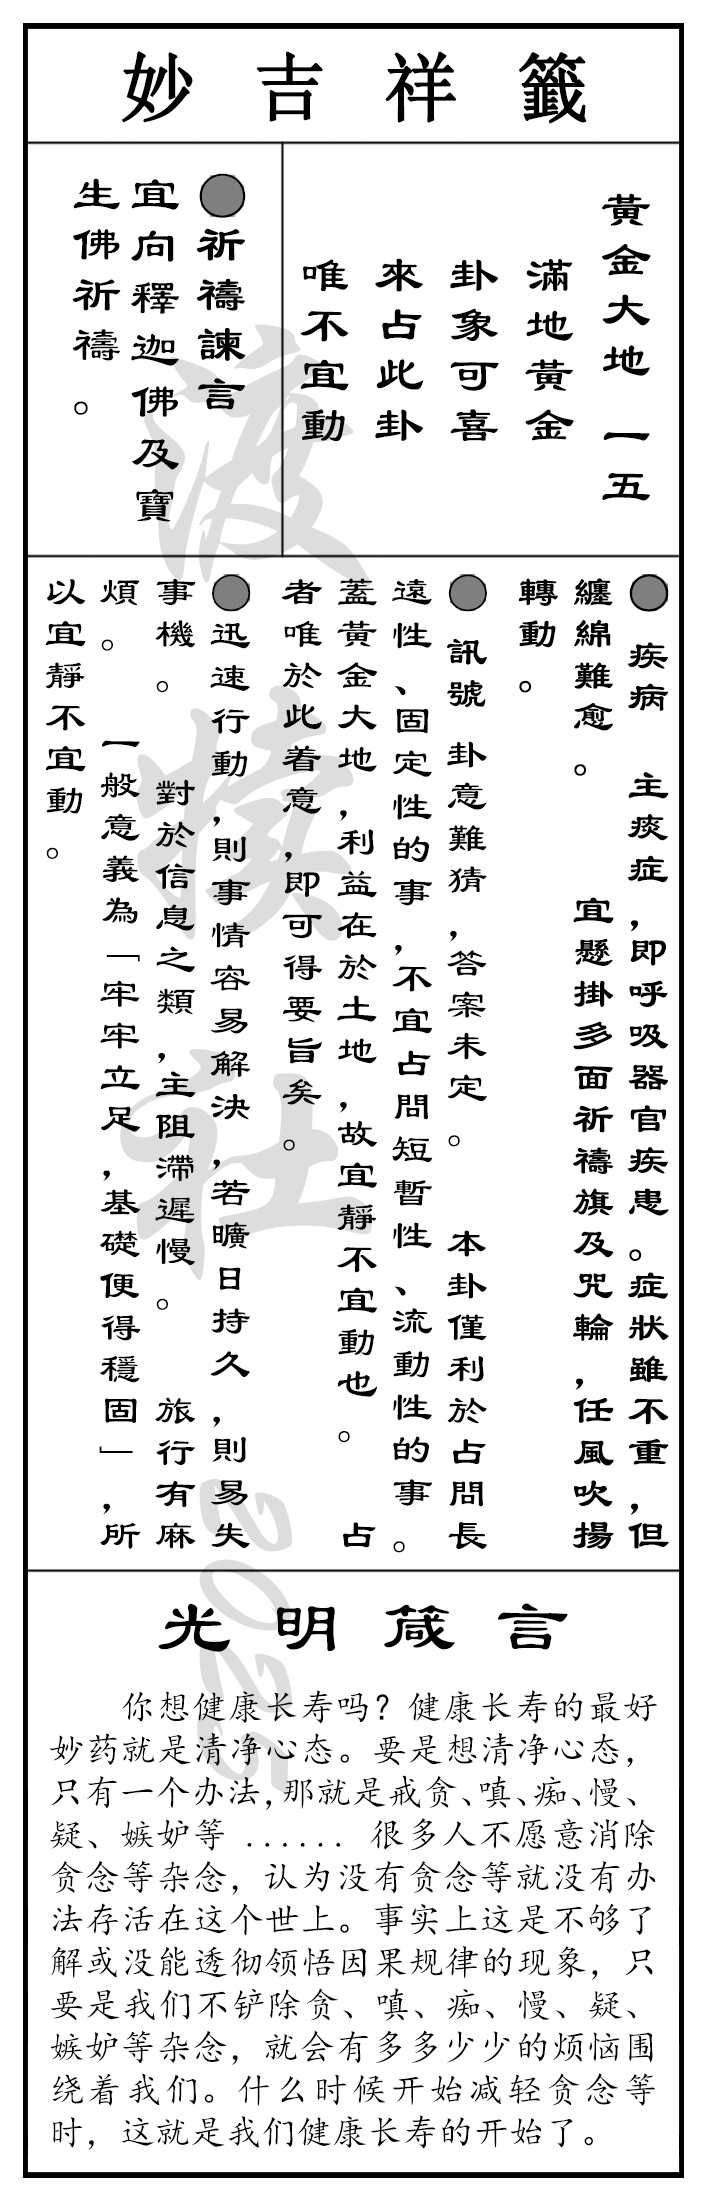 妙吉祥籤
黃金大地 一五
滿地黃金
卦象可喜
來占此卦
唯不宜動
●祈禱諫言
宜向釋迦佛及寶
生佛祈禱。
● 疾病 主痰症,即呼吸器官疾患。症狀雖不重,但
纏綿難愈。 宜懸掛多面祈禱旗及咒輪,任風吹揚
轉動。
● 訊號 卦意難猜,答案未定。 本卦僅利於占問長
遠性、固定性的事,不宜占問短暫性、流動性的事。
蓋黃金大地,利益在於土地,故宜靜不宜動也。 占
者唯於此着意,即可得要旨矣。
●迅速行動,則事情容易解決,若曠日持久,則易失
事機。 對於信息之類,主阻滯遲慢。 旅行有麻
煩。 一般意義為「牢牢立足,基礎便得穩固」,所
以宜靜不宜動。
光明箴言
你想健康长寿吗?健康长寿的最好
妙药就是清净心态。要是想清净心态,
只有一个办法,那就是戒贪、嗔、痴、慢、
疑、嫉妒等 ...... 很多人不愿意消除
贪念等杂念,认为没有贪念等就没有办
法存活在这个世上。事实上这是不够了
解或没能透彻领悟因果规律的现象,只
要是我们不铲除贪、嗔、痴、慢、疑、
嫉妒等杂念,就会有多多少少的烦恼围
绕着我们。什么时候开始减轻贪念等
时,这就是我们健康长寿的开始了。
渡犊社2025